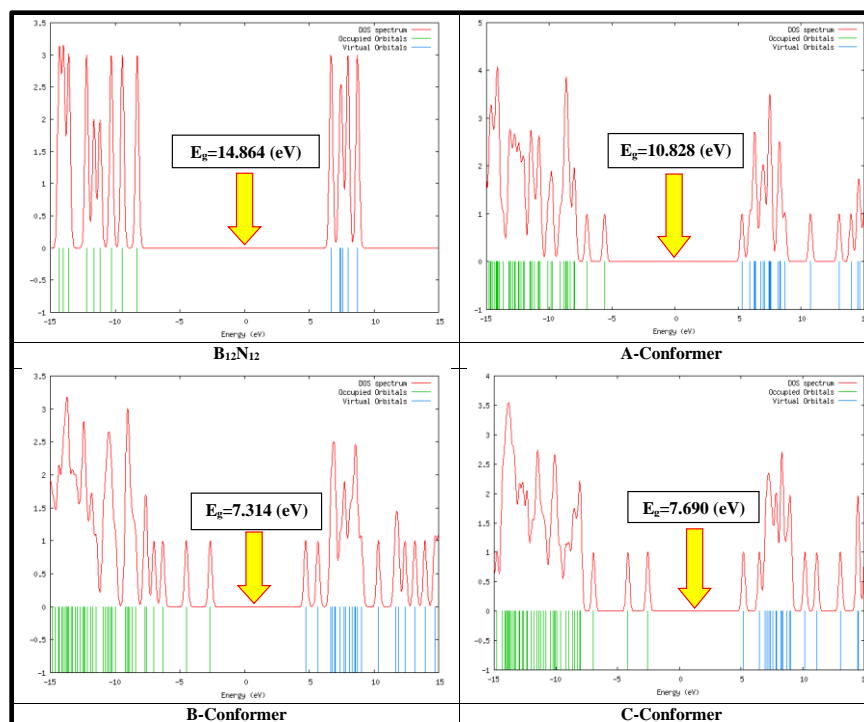 DOS spectrum
Occupied Orbitals
Virtual Orbitals
3.5
3
2.5
2
1.5
1
0.5
0
-0.5
-1
-15
-10
-5
0
5
10
15
Energy (eV)
Eg=14.864 (eV)
B₁₂N₁₂
DOS spectrum
Occupied Orbitals
Virtual Orbitals
5
4
3
2
1
0
-1
-15
-10
-5
0
5
10
15
Energy (eV)
Eg=10.828 (eV)
A-Conformer
DOS spectrum
Occupied Orbitals
Virtual Orbitals
3.5
3
2.5
2
1.5
1
0.5
0
-0.5
-1
-15
-10
-5
0
5
10
15
Energy (eV)
Eg=7.314 (eV)
B-Conformer
DOS spectrum
Occupied Orbitals
Virtual Orbitals
4
3.5
3
2.5
2
1.5
1
0.5
0
-0.5
-1
-15
-10
-5
0
5
10
15
Energy (eV)
Eg=7.690 (eV)
C-Conformer